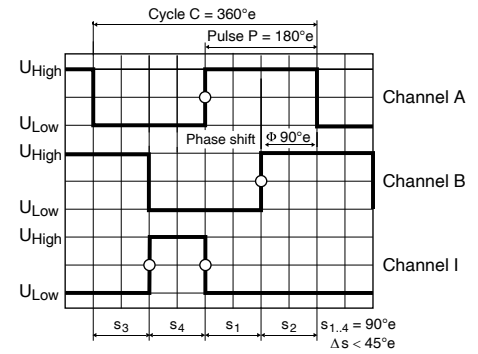 Cycle C = 360°e
Pulse P = 180°e
UHigh
Channel A
ULow
Phase shift Φ 90°e
UHigh
Channel B
ULow
UHigh
Channel I
ULow
s3 s4 s1 s2 s1..4 = 90°e
Δs < 45°e